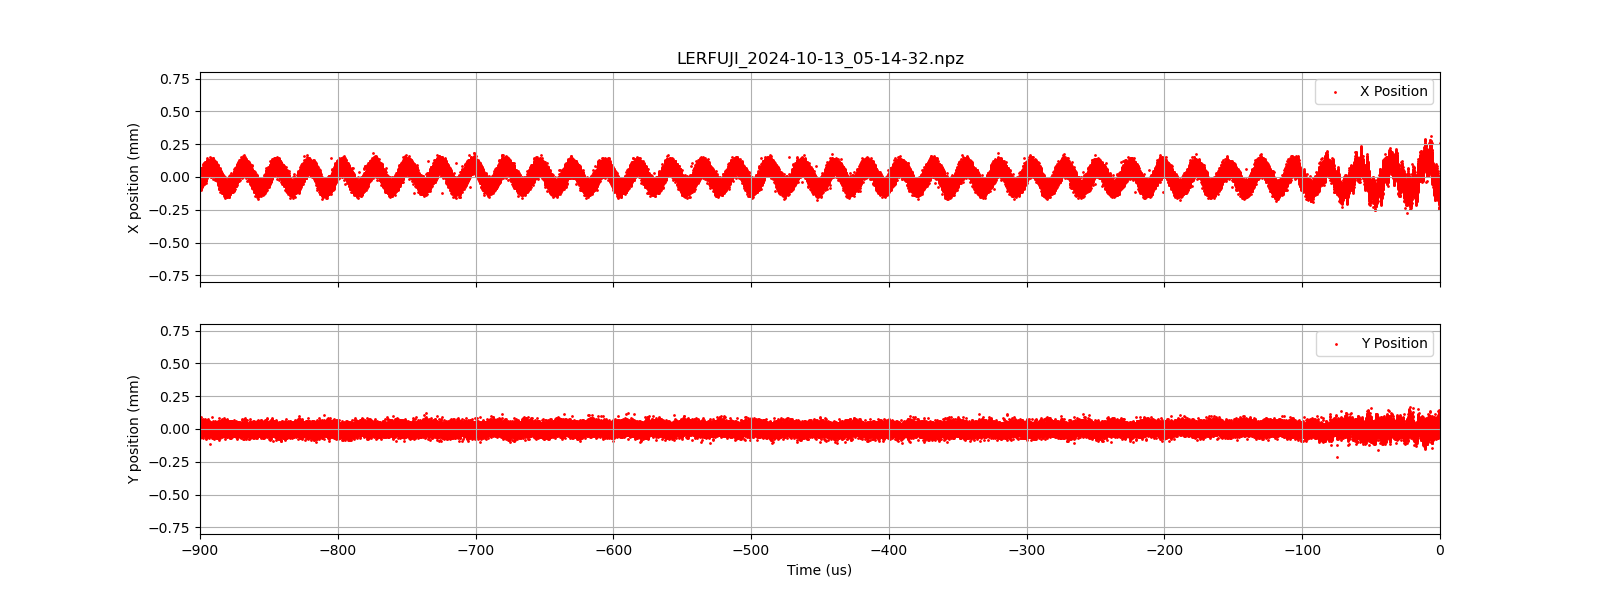 LERFUJI_2024-10-13_05-14-32.npz
0.75
0.50
0.25
0.00
−0.25
−0.50
−0.75
X position (mm)
X Position
0.75
0.50
0.25
0.00
−0.25
−0.50
−0.75
Y position (mm)
Y Position
−900 −800 −700 −600 −500 −400 −300 −200 −100 0
Time (us)